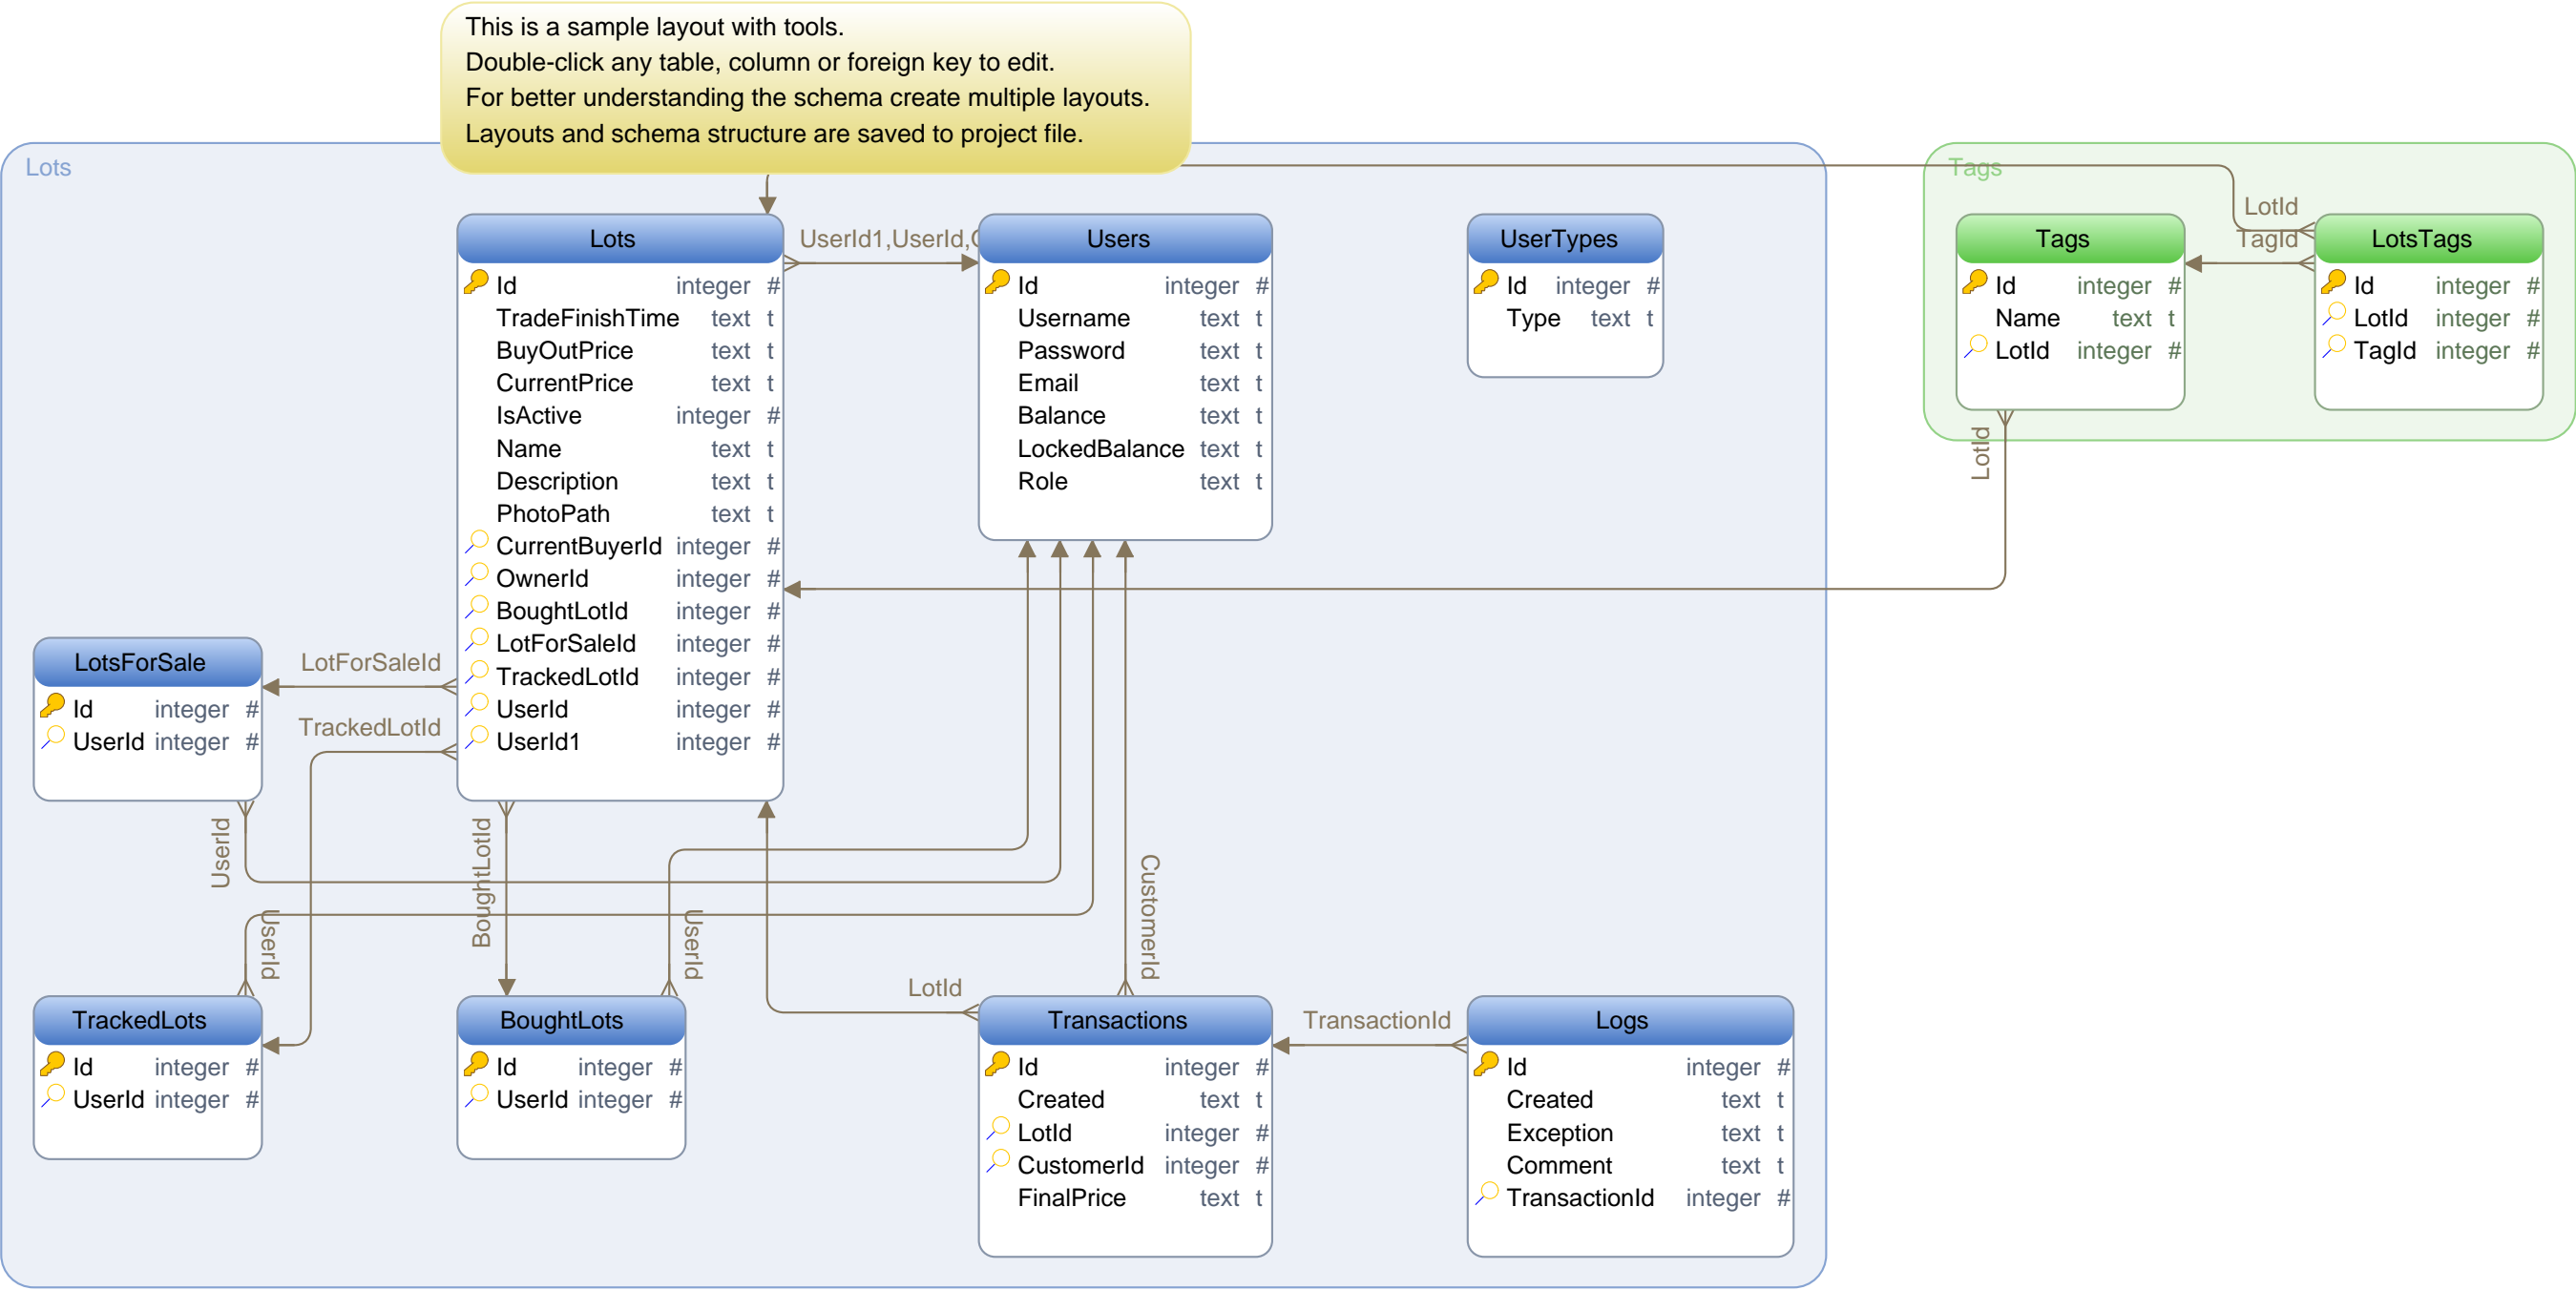 This is a sample layout with tools.
Double-click any table, column or foreign key to edit.
For better understanding the schema create multiple layouts.
Layouts and schema structure are saved to project file.
Lots
Tags
Lots
Id integer #
TradeFinishTime text t
BuyOutPrice text t
CurrentPrice text t
IsActive integer #
Name text t
Description text t
PhotoPath text t
CurrentBuyerId integer #
OwnerId integer #
BoughtLotId integer #
LotForSaleId integer #
TrackedLotId integer #
UserId integer #
UserId1 integer #
UserId1,UserId,
Users
Id integer #
Username text t
Password text t
Email text t
Balance text t
LockedBalance text t
Role text t
UserTypes
Id integer #
Type text t
Tags
Id integer #
Name text t
LotId integer #
LotId
TagId
LotsTags
Id integer #
LotId integer #
TagId integer #
LotId
LotsForSale
Id integer #
UserId integer #
LotForSaleId
TrackedLotId
UserId
BoughtLotId
UserId
UserId
CustomerId
LotId
TransactionId
TrackedLots
Id integer #
UserId integer #
BoughtLots
Id integer #
UserId integer #
Transactions
Id integer #
Created text t
LotId integer #
CustomerId integer #
FinalPrice text t
Logs
Id integer #
Created text t
Exception text t
Comment text t
TransactionId integer #